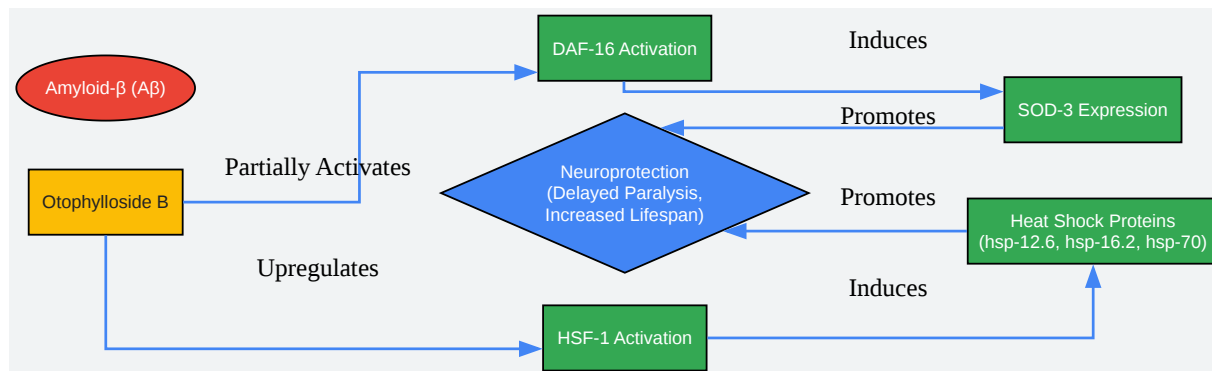 DAF-16 Activation
Induces
Amyloid-β (Aβ)
SOD-3 Expression
Promotes
Partially Activates
Otophylloside B
Neuroprotection
(Delayed Paralysis,
Increased Lifespan)
Promotes
Heat Shock Proteins
(hsp-12.6, hsp-16.2, hsp-70)
Upregulates
Induces
HSF-1 Activation